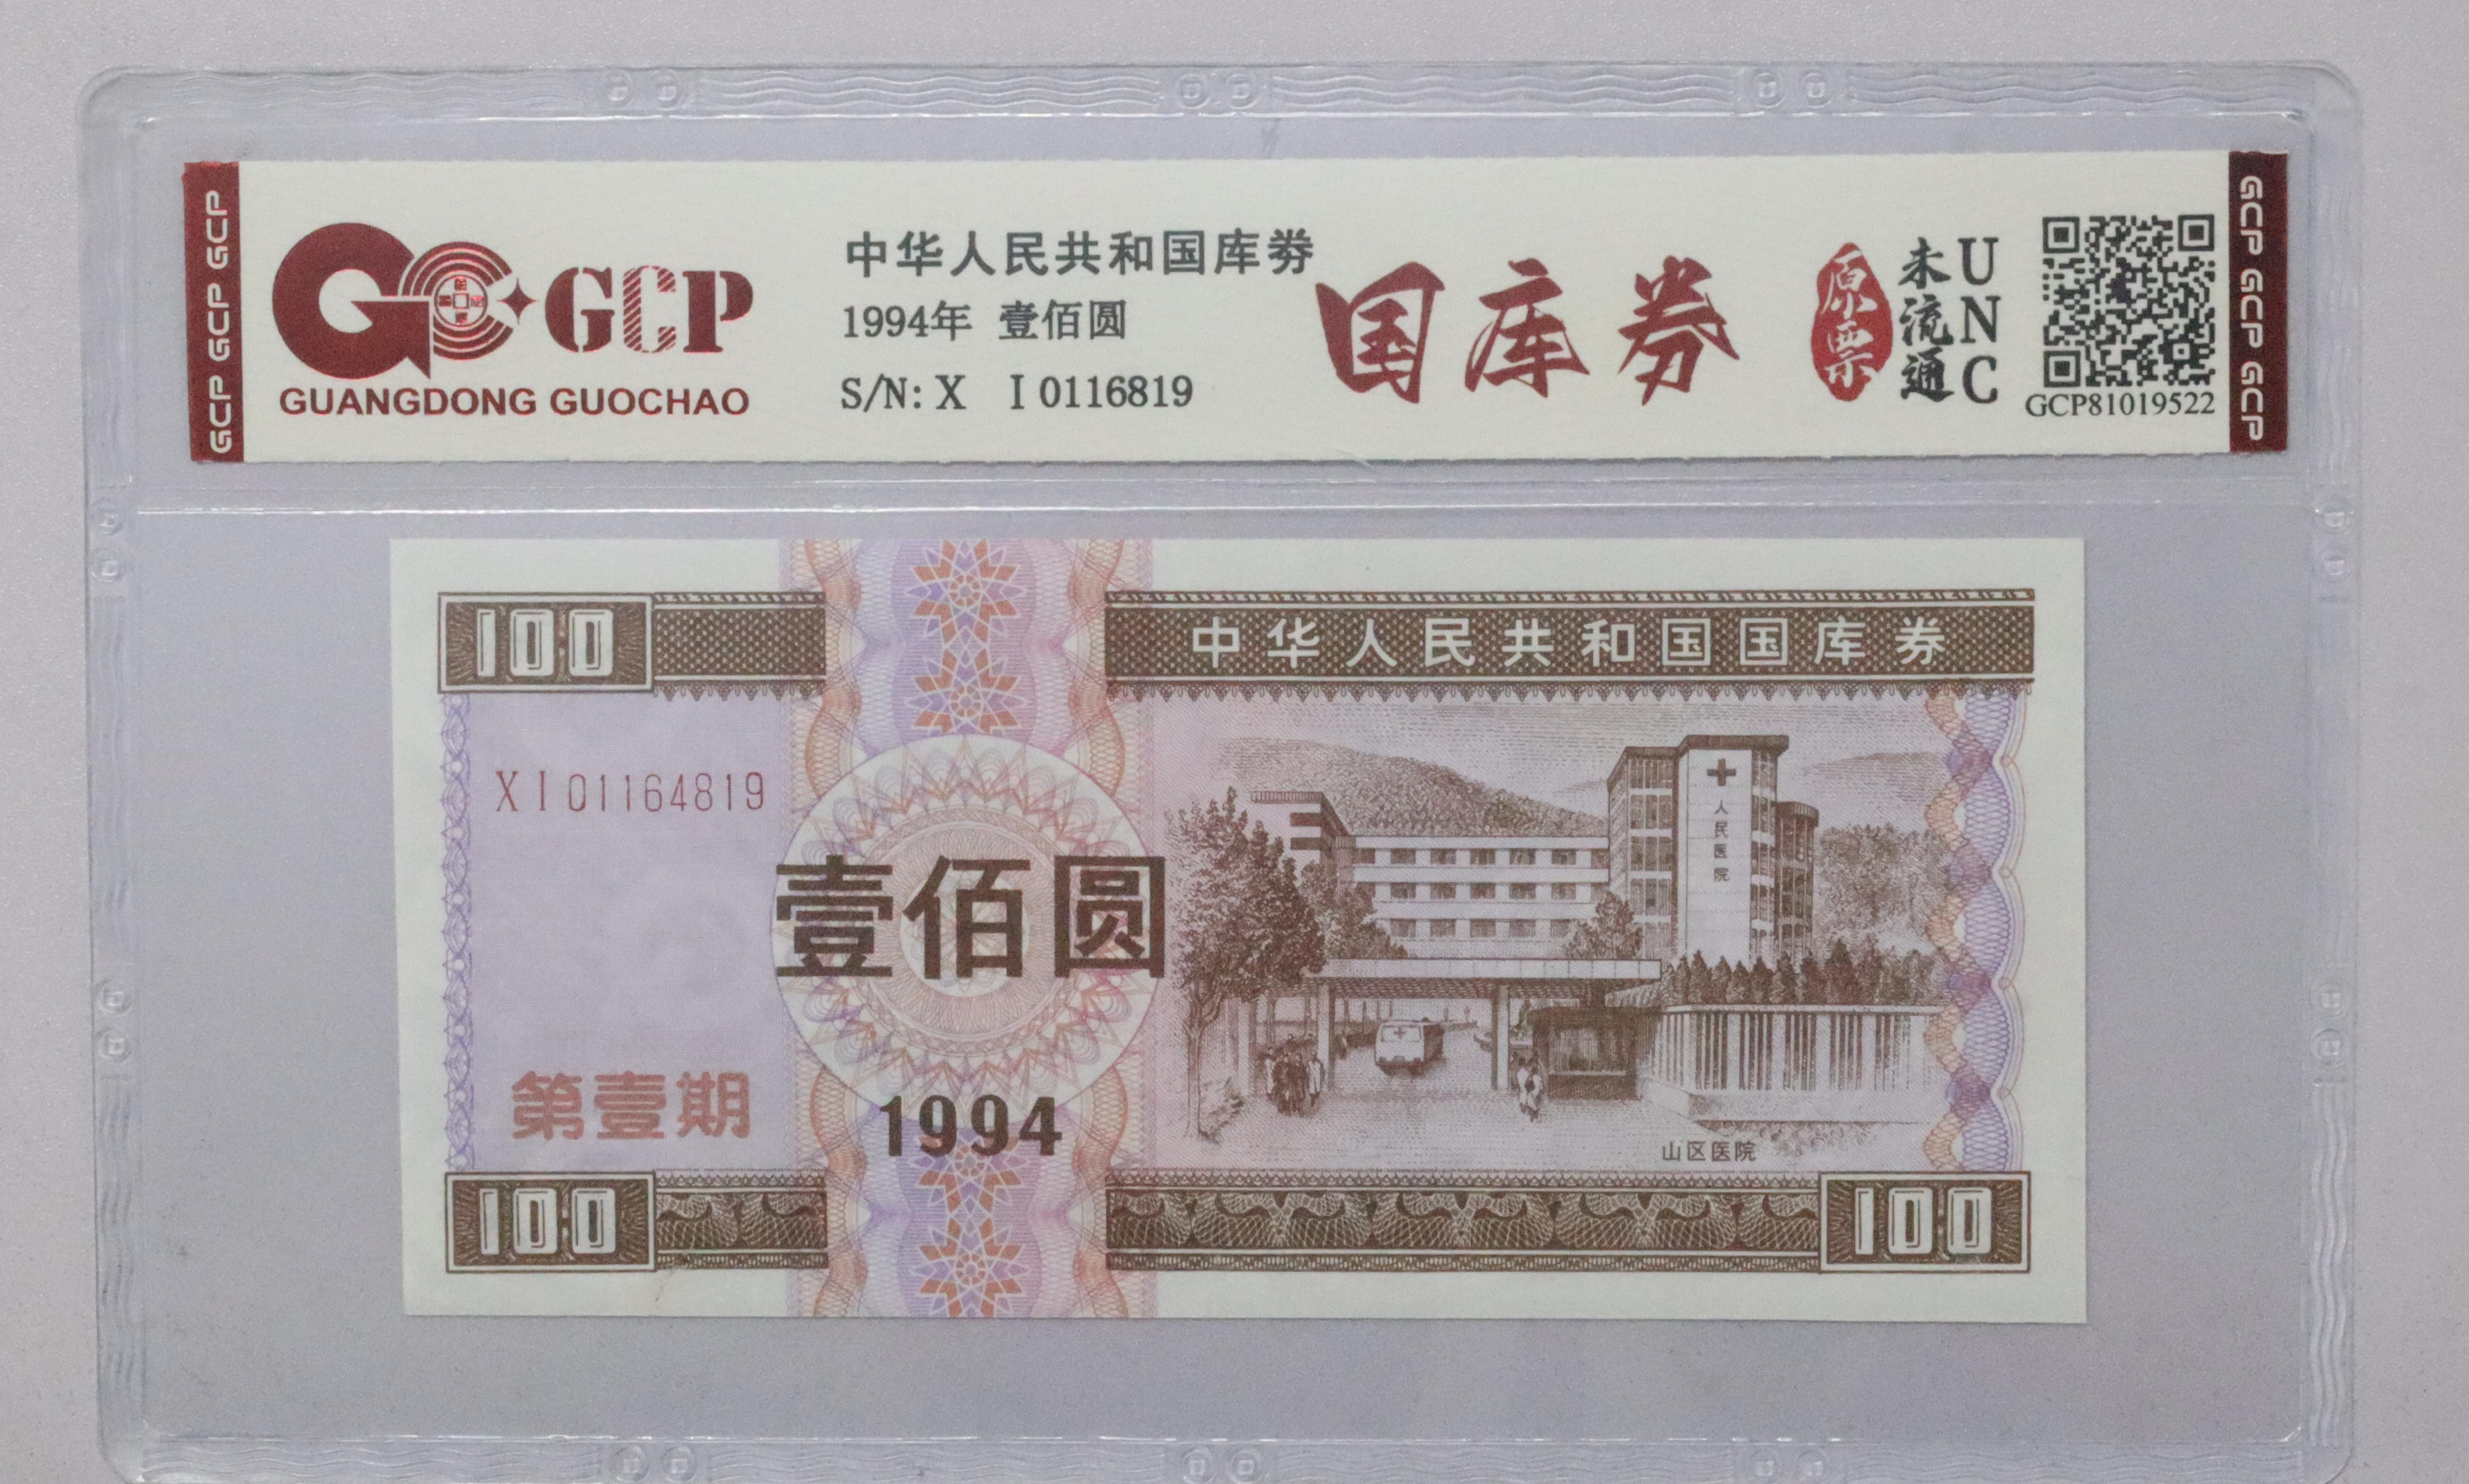 GCP GCP GCP
GCP
GUANGDONG GUOCHAO
中华人民共和国库券
1994年 壹佰圆
S/N: X I 0116819
国库券
原票
未流通
UNC
GCP81019522
GCP GCP GCP
100
中华人民共和国国库券
XI01164819
人民医院
壹佰圆
第壹期
1994
山区医院
100
100